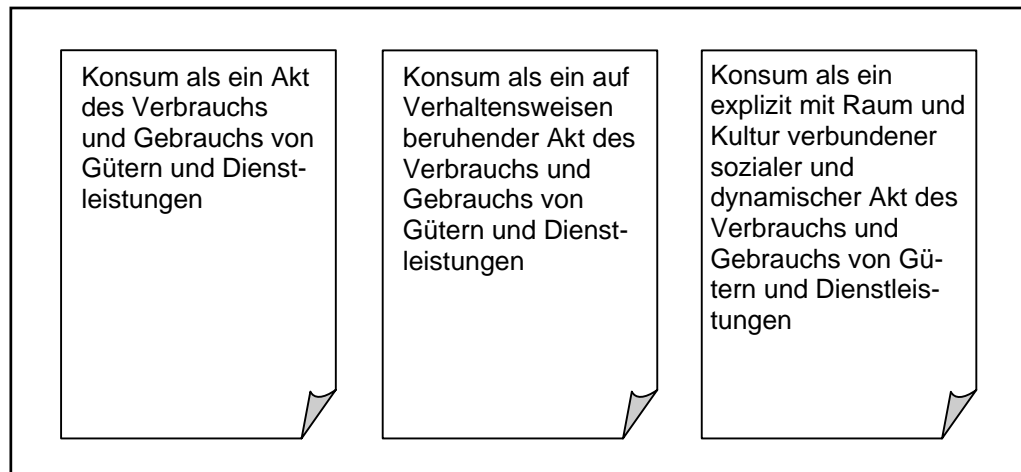 Konsum als ein Akt
des Verbrauchs
und Gebrauchs von
Gütern und Dienst-
leistungen
Konsum als ein auf
Verhaltensweisen
beruhender Akt des
Verbrauchs und
Gebrauchs von
Gütern und Dienst-
leistungen
Konsum als ein
explizit mit Raum und
Kultur verbundener
sozialer und
dynamischer Akt des
Verbrauchs und
Gebrauchs von Gü-
tern und Dienstleis-
tungen